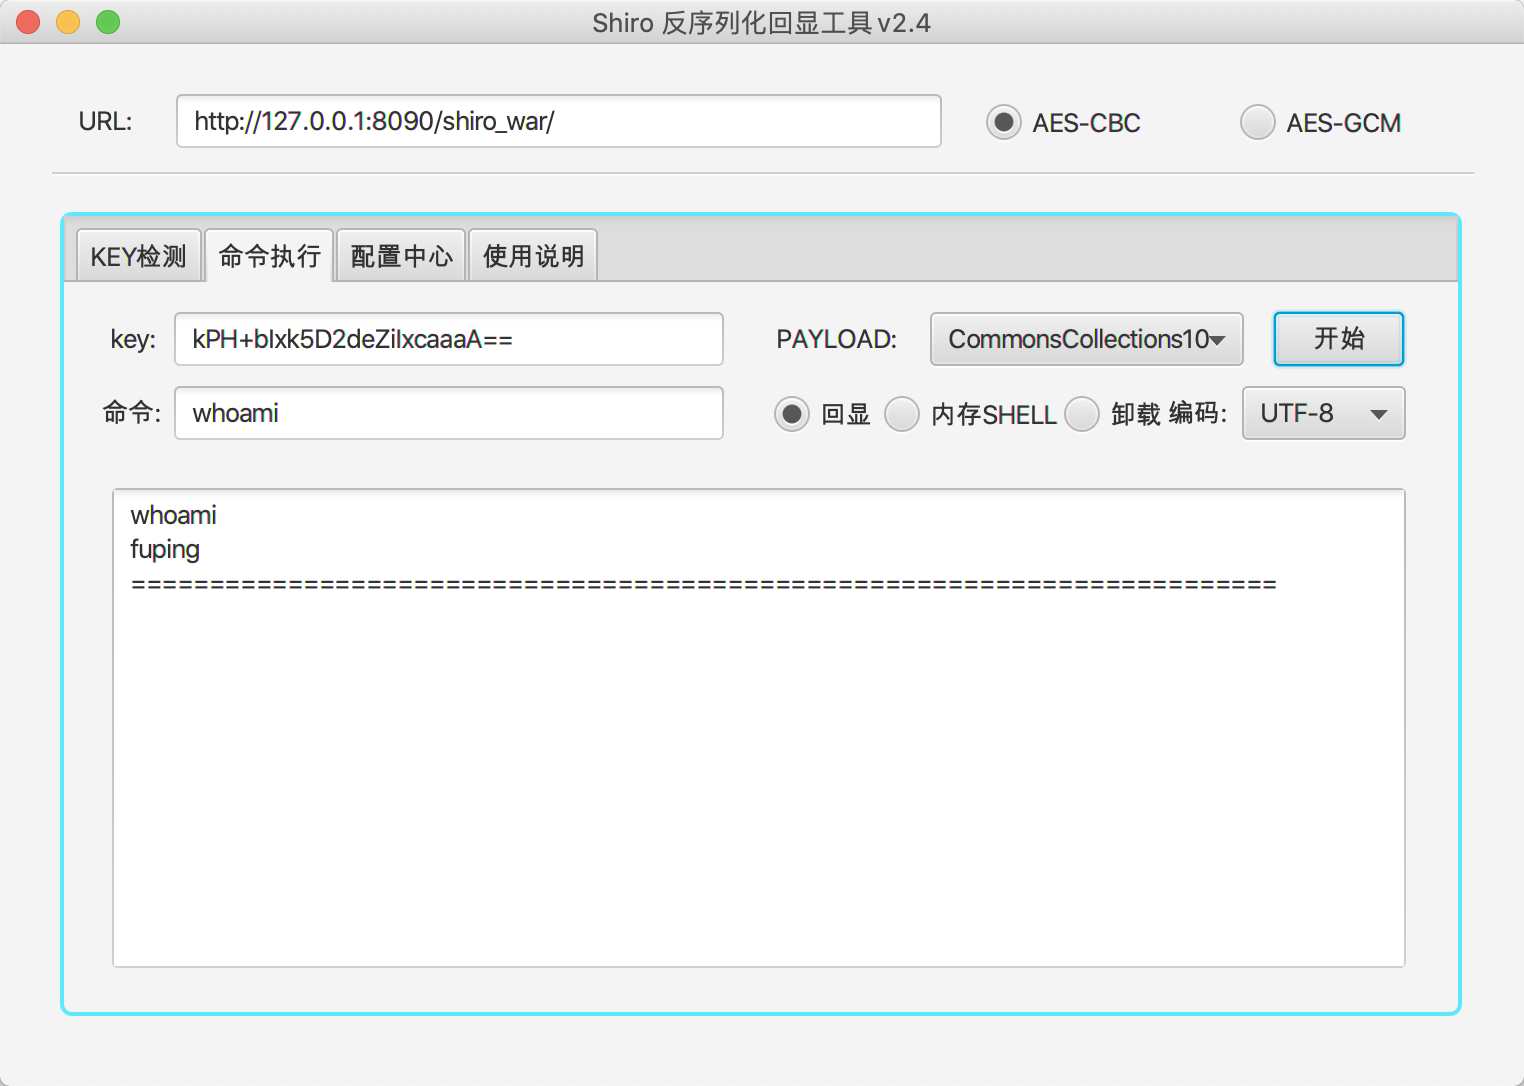 Shiro 反序列化回显工具 v2.4
URL: http://127.0.0.1:8090/shiro_war/ AES-CBC AES-GCM
KEY检测 命令执行 配置中心 使用说明
key: kPH+bIxk5D2deZiIxcaaaA== PAYLOAD: CommonsCollections10 开始
命令: whoami 回显 内存SHELL 卸载 编码: UTF-8
whoami
fuping
=========================================================================